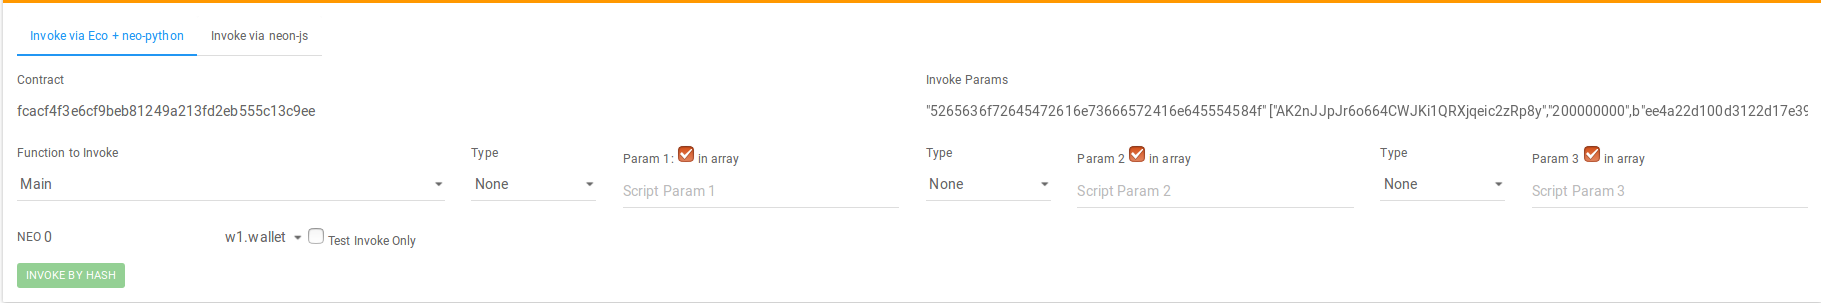 Invoke via Eco + neo-python Invoke via neon-js
Contract Invoke Params
fcacf4f3e6cf9beb81249a213fd2eb555c13c9ee "5265636f72645472616e73666572416e645554584f" ["AK2nJJpJr6o664CWJKi1QRXjqeic2zRp8y","200000000",b"ee4a22d100d3122d17e39
Function to Invoke Type Param 1: in array Type Param 2 in array Type Param 3 in array
Main None Script Param 1 None Script Param 2 None Script Param 3
NEO 0 w1.wallet Test Invoke Only
INVOKE BY HASH